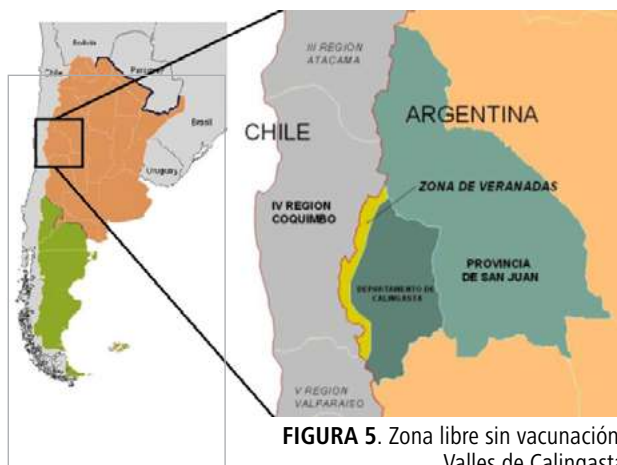 Bolivia
Paraguay
Chile
Brasil
Uruguay
III REGION
ATACAMA
ARGENTINA
CHILE
ZONA DE VERANADAS
IV REGION
COQUIMBO
PROVINCIA
DE SAN JUAN
DEPARTAMENTO DE
CALINGASTA
V REGION
VALPARAISO
FIGURA 5. Zona libre sin vacunación,
Valles de Calingasta